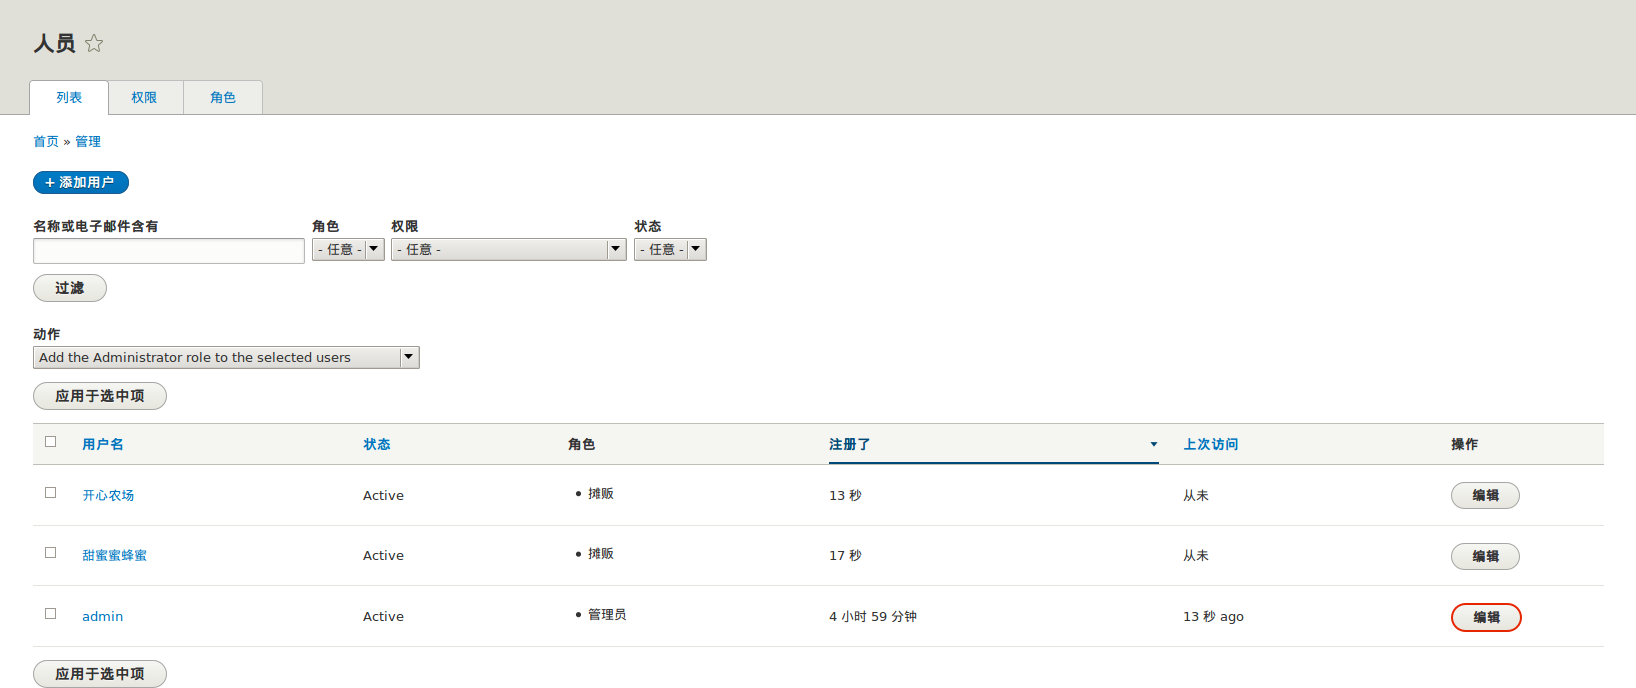 人员
列表 权限 角色
首页 » 管理
+ 添加用户
名称或电子邮件含有 角色 权限 状态
- 任意 - - 任意 - - 任意 -
过滤
动作
Add the Administrator role to the selected users
应用于选中项
用户名 状态 角色 注册了 上次访问 操作
开心农场 Active • 摊贩 13 秒 从未 编辑
甜蜜蜜蜂蜜 Active • 摊贩 17 秒 从未 编辑
admin Active • 管理员 4 小时 59 分钟 13 秒 ago 编辑
应用于选中项